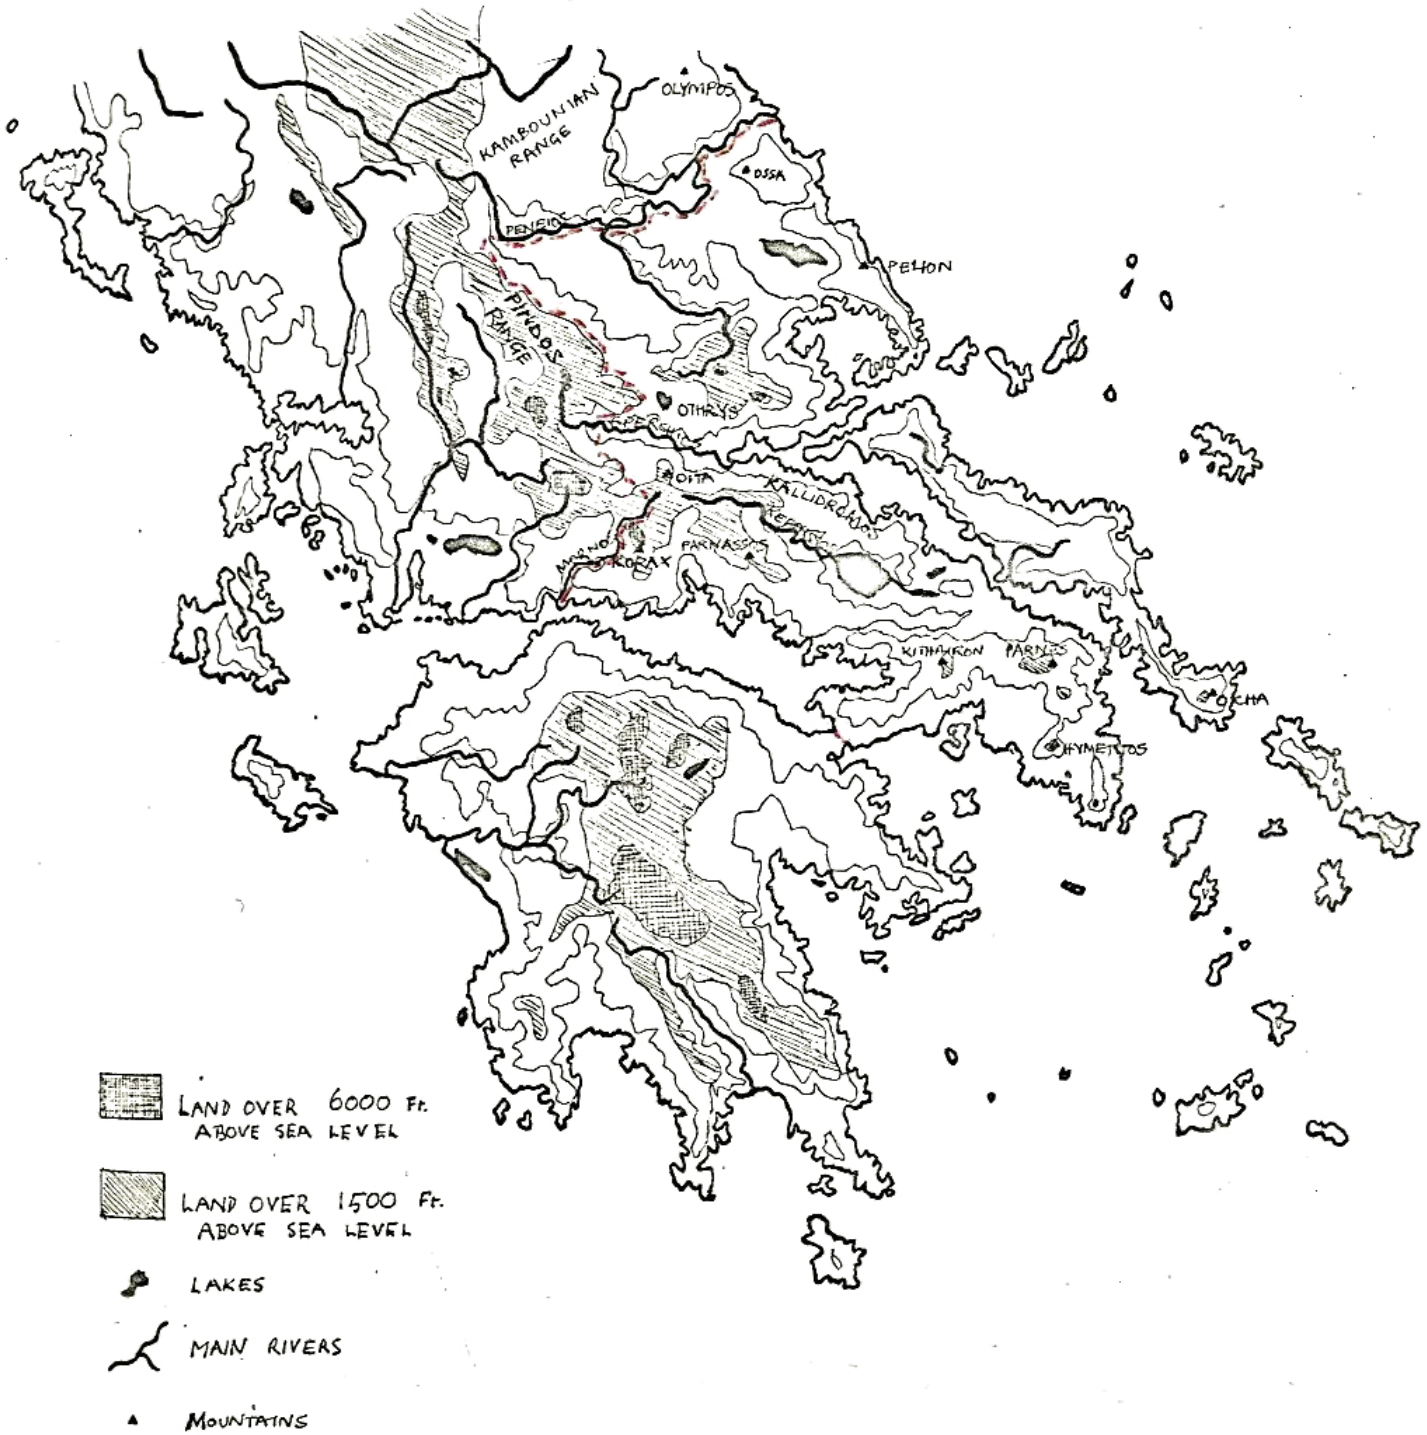 OLYMPOS
KAMBOUNIAN
RANGE
OSSA
PENEIOS
PELION
PINDOS
RANGE
OTHRYS
OITA
KALLIDROMOS
PARNASSOS
KORAX
KITHAIRON
PARNES
OCHA
HYMETTOS
LAND OVER 6000 Ft.
ABOVE SEA LEVEL
LAND OVER 1500 Ft.
ABOVE SEA LEVEL
LAKES
MAIN RIVERS
MOUNTAINS